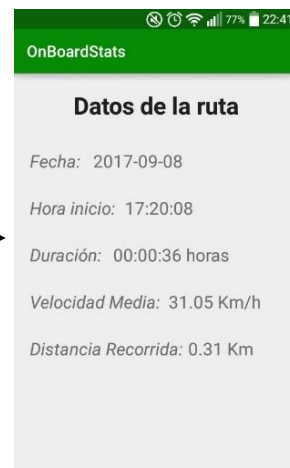 77% 22:41
OnBoardStats
Datos de la ruta
Fecha: 2017-09-08
Hora inicio: 17:20:08
Duración: 00:00:36 horas
Velocidad Media: 31.05 Km/h
Distancia Recorrida: 0.31 Km